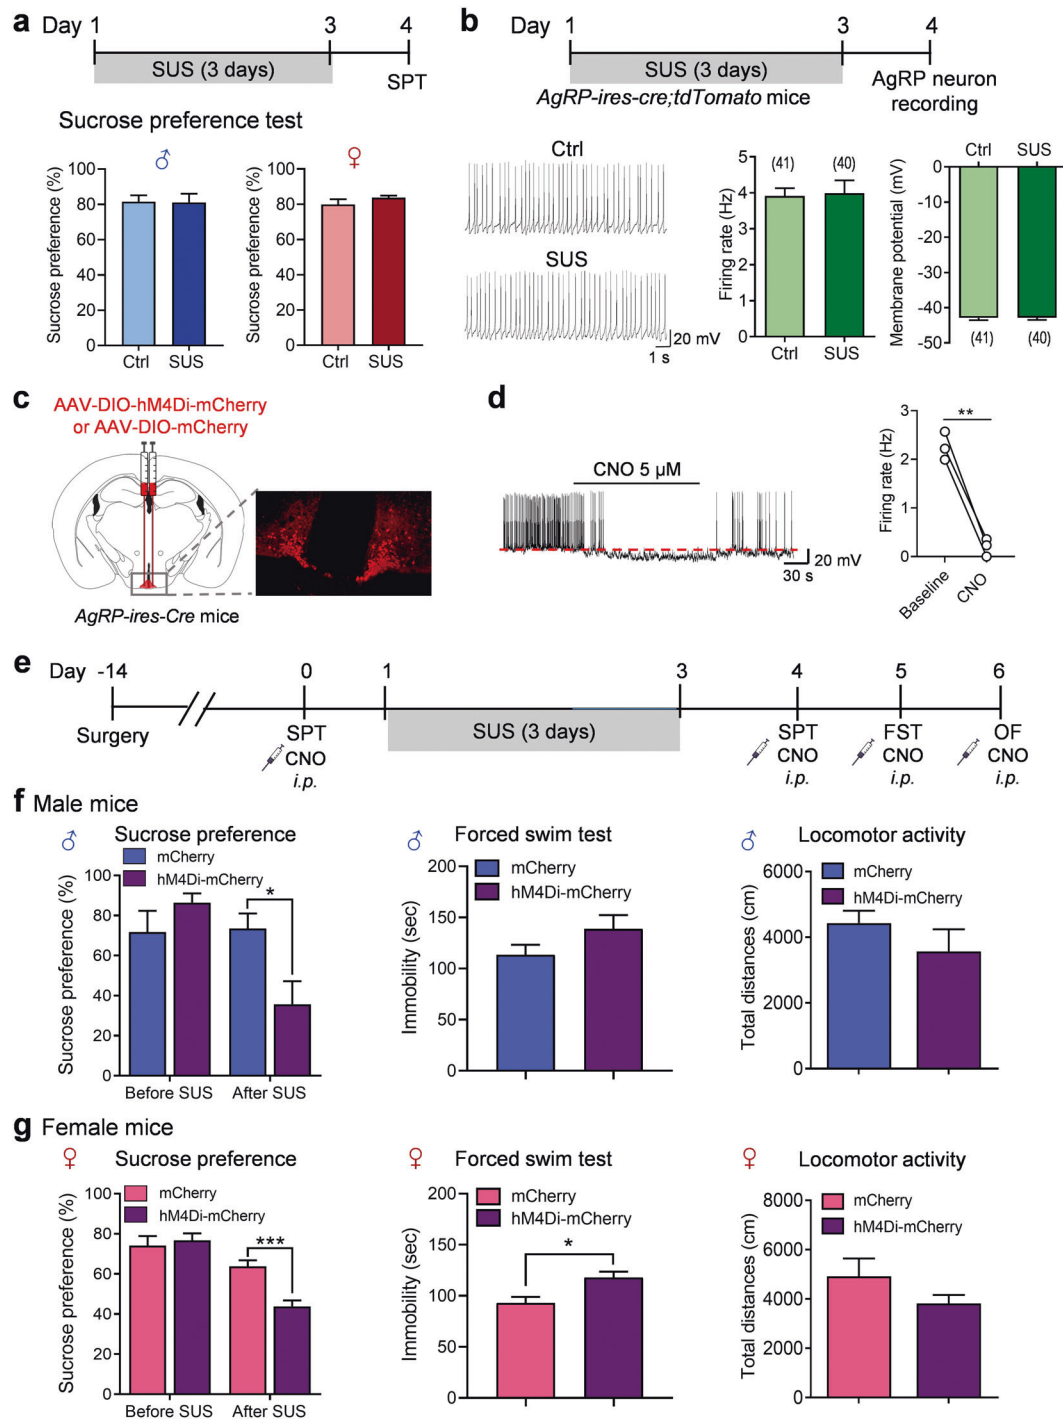 a Day 1 3 4
SUS (3 days)
SPT
Sucrose preference test
♂
Sucrose preference (%)
100
80
60
40
20
0
Ctrl SUS
♀
Sucrose preference (%)
100
80
60
40
20
0
Ctrl SUS
b Day 1 3 4
SUS (3 days)
AgRP-ires-cre;tdTomato mice
AgRP neuron
recording
Ctrl
SUS
20 mV
1 s
Firing rate (Hz)
5
4
3
2
1
0
(41) (40)
Ctrl SUS
Ctrl SUS
Membrane potential (mV)
0
-10
-20
-30
-40
-50
(41) (40)
c
AAV-DIO-hM4Di-mCherry
or AAV-DIO-mCherry
AgRP-ires-Cre mice
d
CNO 5 μM
20 mV
30 s
Firing rate (Hz)
3
2
1
0
**
Baseline
CNO
e Day -14 0 1 3 4 5 6
Surgery
SUS (3 days)
SPT
CNO
i.p.
SPT
CNO
i.p.
FST
CNO
i.p.
OF
CNO
i.p.
f Male mice
♂ Sucrose preference
mCherry
hM4Di-mCherry
Sucrose preference (%)
100
80
60
40
20
0
*
Before SUS After SUS
♂ Forced swim test
mCherry
hM4Di-mCherry
Immobility (sec)
200
150
100
50
0
♂ Locomotor activity
mCherry
hM4Di-mCherry
Total distances (cm)
6000
4000
2000
0
g Female mice
♀ Sucrose preference
mCherry
hM4Di-mCherry
Sucrose preference (%)
100
80
60
40
20
0
***
Before SUS After SUS
♀ Forced swim test
mCherry
hM4Di-mCherry
Immobility (sec)
200
150
100
50
0
*
♀ Locomotor activity
mCherry
hM4Di-mCherry
Total distances (cm)
8000
6000
4000
2000
0